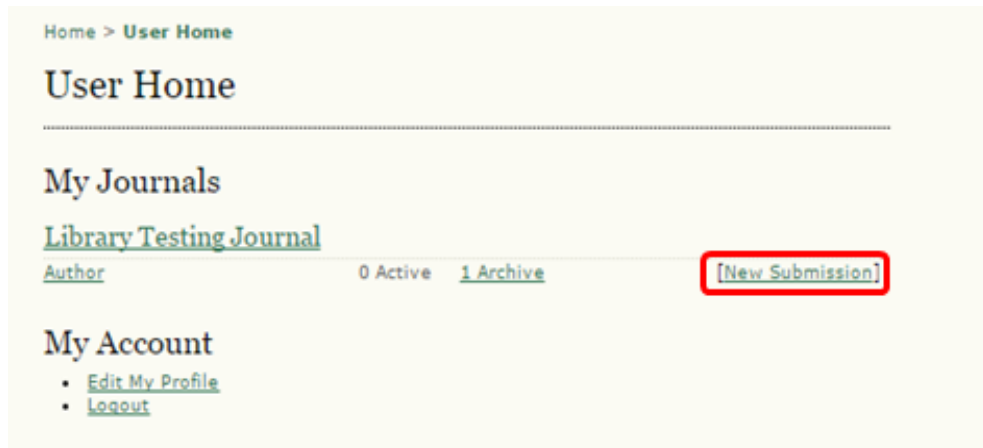 Home > User Home
User Home
My Journals
Library Testing Journal
Author 0 Active 1 Archive [New Submission]
My Account
• Edit My Profile
• Logout